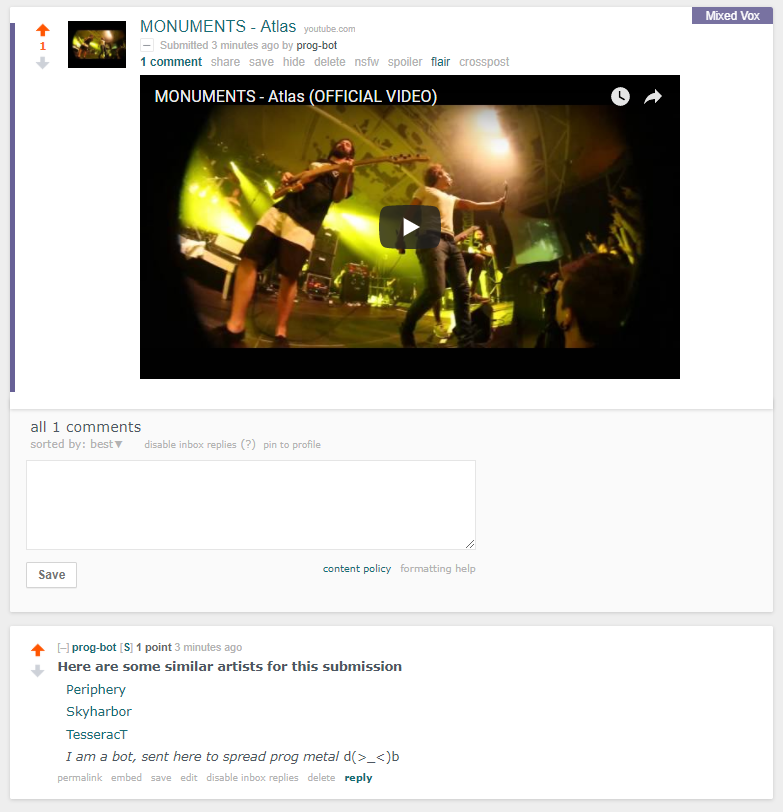 Mixed Vox
MONUMENTS - Atlas youtube.com
1
Submitted 3 minutes ago by prog-bot
1 comment share save hide delete nsfw spoiler flair crosspost
MONUMENTS - Atlas (OFFICIAL VIDEO)
all 1 comments
sorted by: best▼ disable inbox replies (?) pin to profile
Save
content policy formatting help
[–] prog-bot [S] 1 point 3 minutes ago
Here are some similar artists for this submission
Periphery
Skyharbor
TesseracT
I am a bot, sent here to spread prog metal d(>_<)b
permalink embed save edit disable inbox replies delete reply